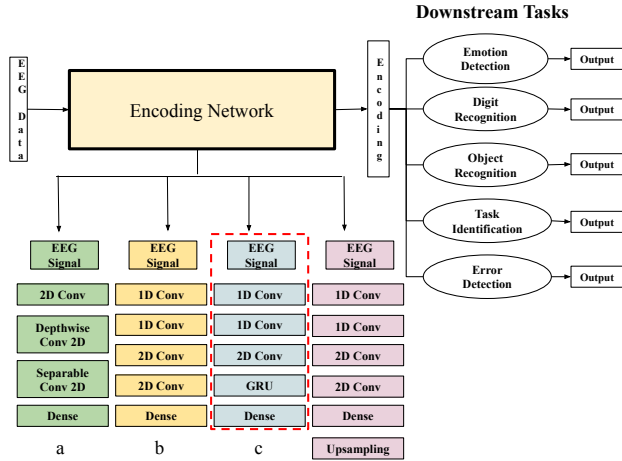 Downstream Tasks
EEG Data
Encoding Network
Encoding
Emotion
Detection
Output
Digit
Recognition
Output
Object
Recognition
Output
Task
Identification
Output
Error
Detection
Output
EEG
Signal
2D Conv
Depthwise
Conv 2D
Separable
Conv 2D
Dense
a
EEG
Signal
1D Conv
1D Conv
2D Conv
2D Conv
Dense
b
EEG
Signal
1D Conv
1D Conv
2D Conv
GRU
Dense
c
EEG
Signal
1D Conv
1D Conv
2D Conv
2D Conv
Dense
Upsampling